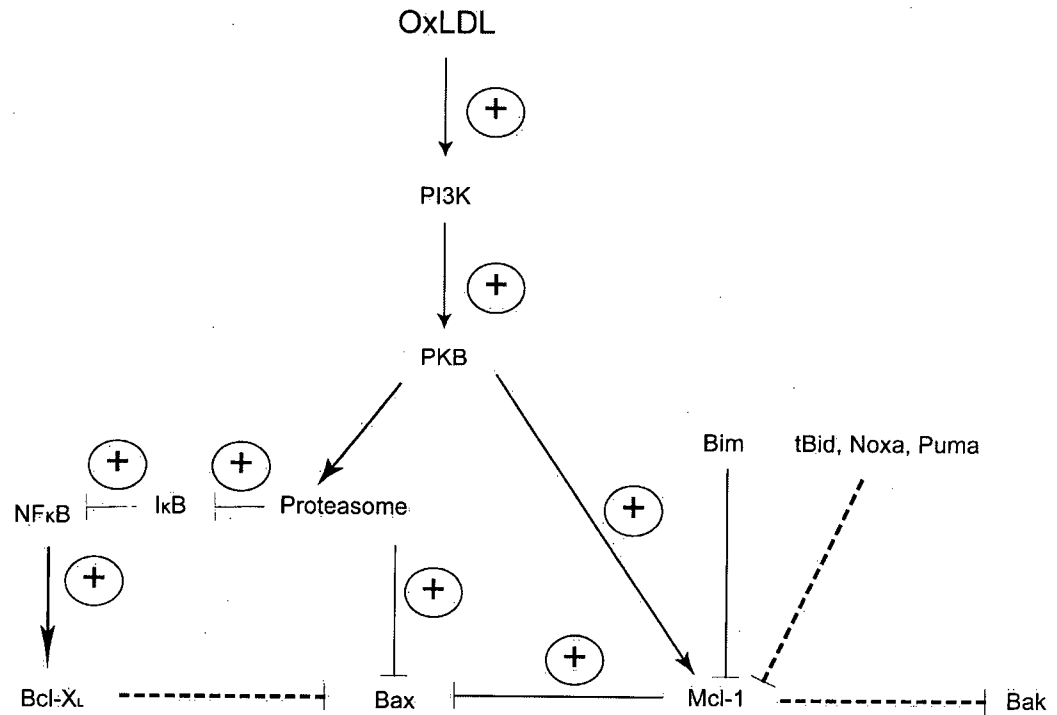 OxLDL
+
PI3K
+
PKB
Bim tBid, Noxa, Puma
+ +
NFκB IκB Proteasome
+
+
+
+
Bcl-XL Bax Mcl-1 Bak